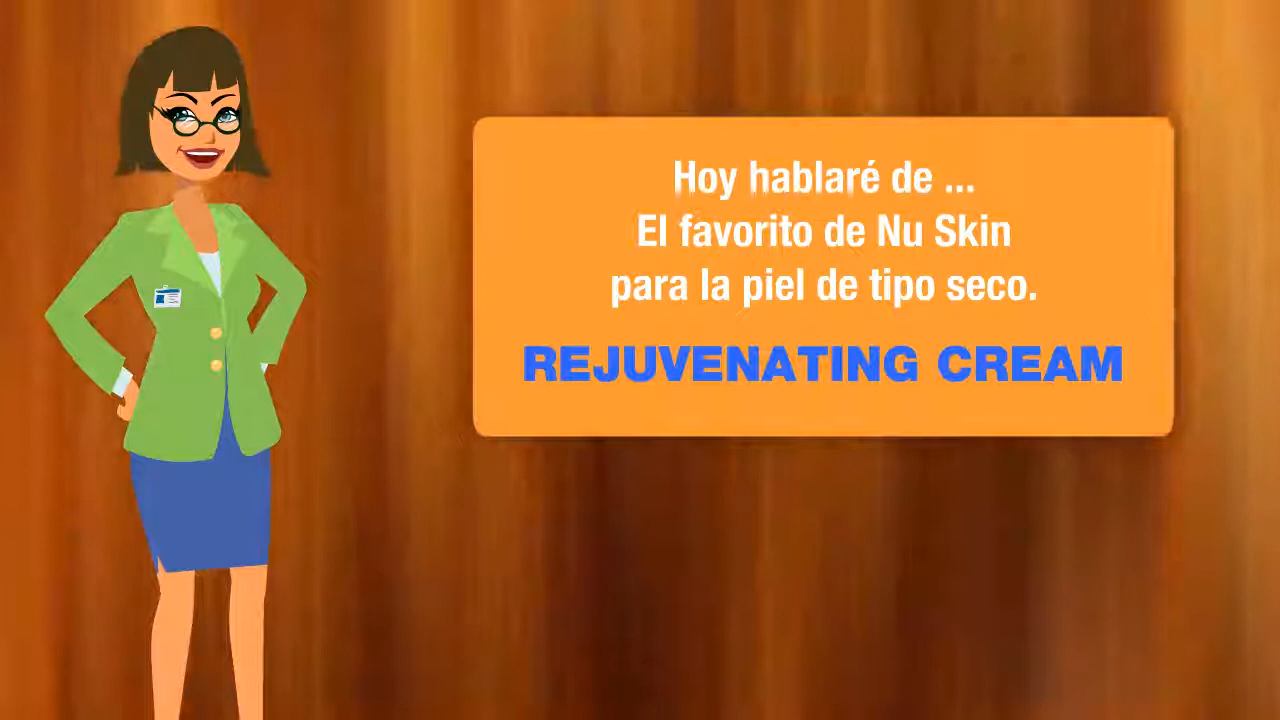 Hoy hablaré de ...
El favorito de Nu Skin
para la piel de tipo seco.
REJUVENATING CREAM